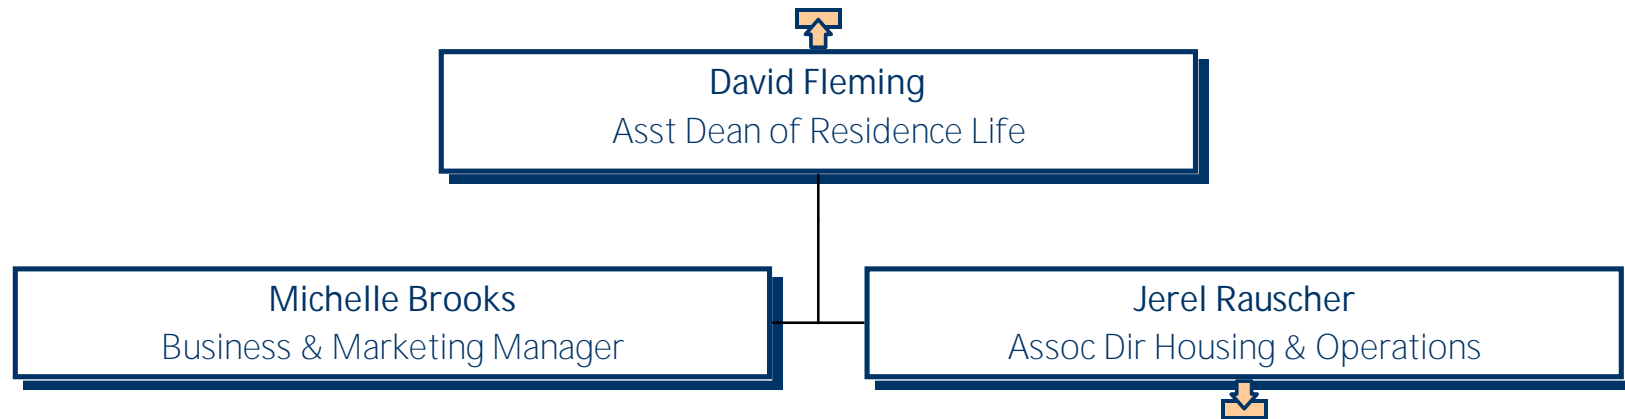 David Fleming
Asst Dean of Residence Life
Michelle Brooks
Business & Marketing Manager
Jerel Rauscher
Assoc Dir Housing & Operations